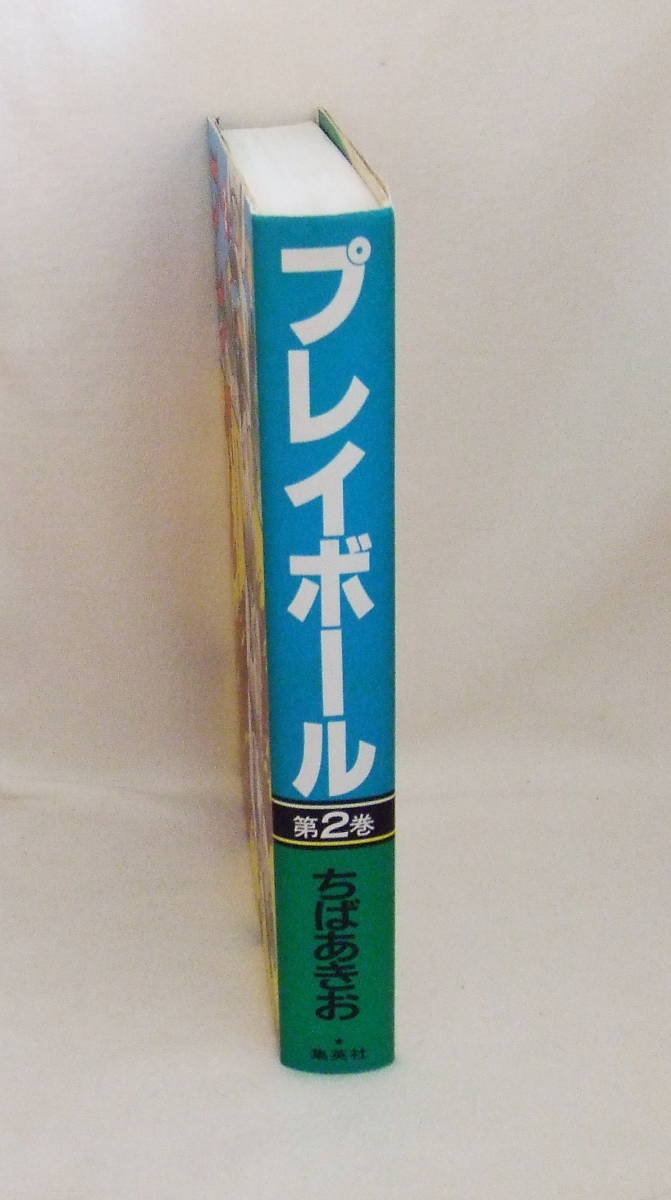 プレイボール
第2巻
ちばあきお
★
集英社